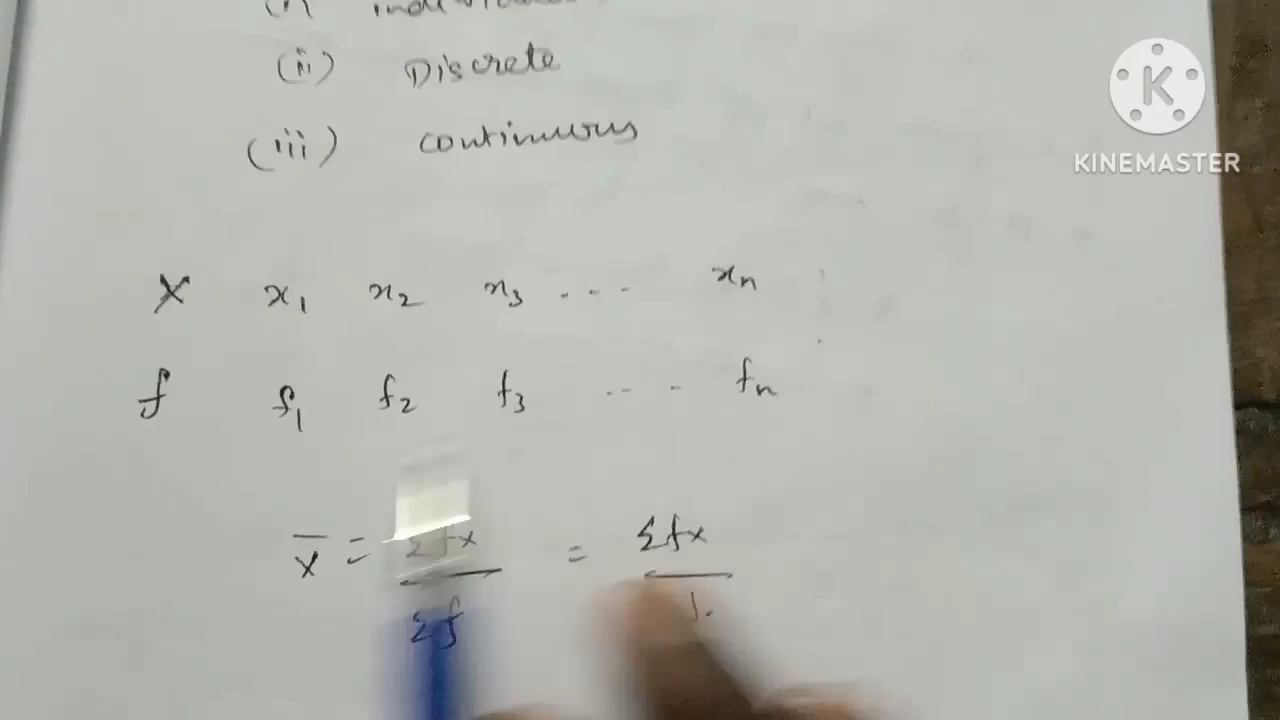 (i)
(ii) Discrete
(iii) continuous
K
KINEMASTER
X x₁ x₂ x₃ ... xₙ
f f₁ f₂ f₃ ... fₙ
x̄ = Σfx / Σf = Σfx /